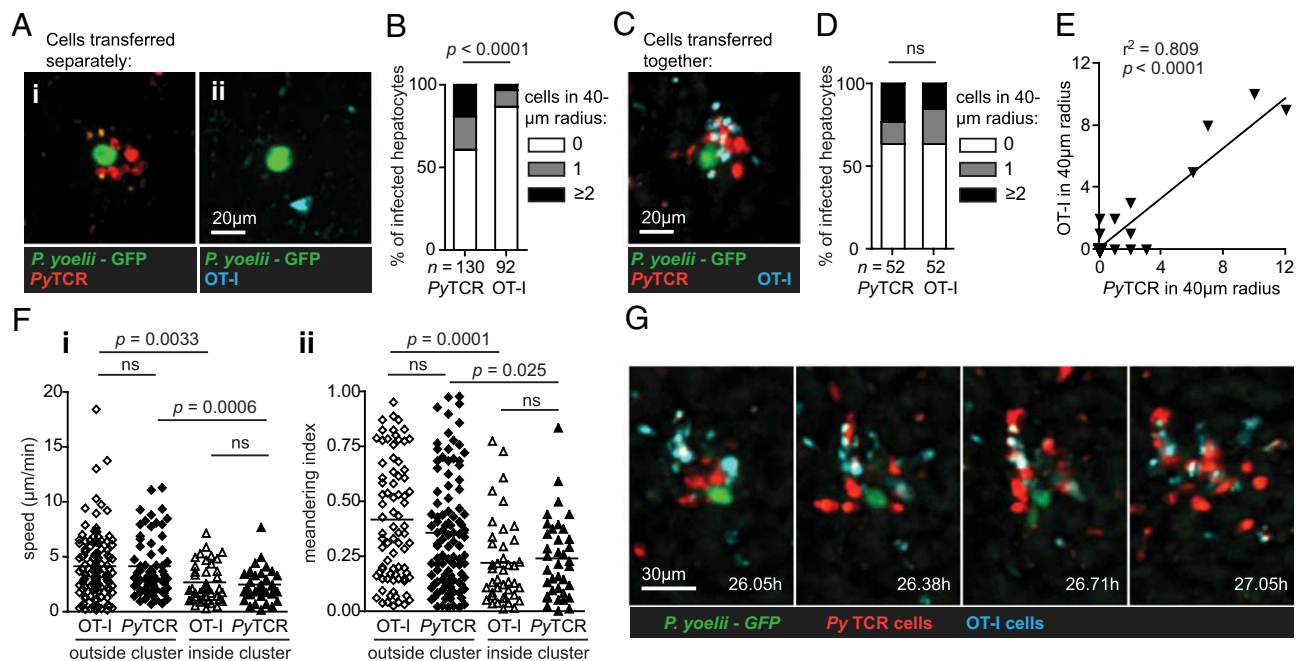 A
Cells transferred
separately:
i
ii
20µm
P. yoelii - GFP
PyTCR
P. yoelii - GFP
OT-I
B
p < 0.0001
% of infected hepatocytes
100
50
0
cells in 40-
µm radius:
0
1
≥2
n = 130
92
PyTCR
OT-I
C
Cells transferred
together:
20µm
P. yoelii - GFP
PyTCR
OT-I
D
ns
% of infected hepatocytes
100
50
0
cells in 40-
µm radius:
0
1
≥2
n = 52
52
PyTCR
OT-I
E
r² = 0.809
p < 0.0001
OT-I in 40µm radius
12
8
4
0
0
4
8
12
PyTCR in 40µm radius
F
i
p = 0.0033
ns
p = 0.0006
ns
speed (µm/min)
20
15
10
5
0
OT-I
PyTCR
OT-I
PyTCR
outside cluster
inside cluster
ii
p = 0.0001
ns
p = 0.025
ns
meandering index
1.00
0.75
0.50
0.25
0.00
OT-I
PyTCR
OT-I
PyTCR
outside cluster
inside cluster
G
30µm
26.05h
26.38h
26.71h
27.05h
P. yoelii - GFP
Py TCR cells
OT-I cells